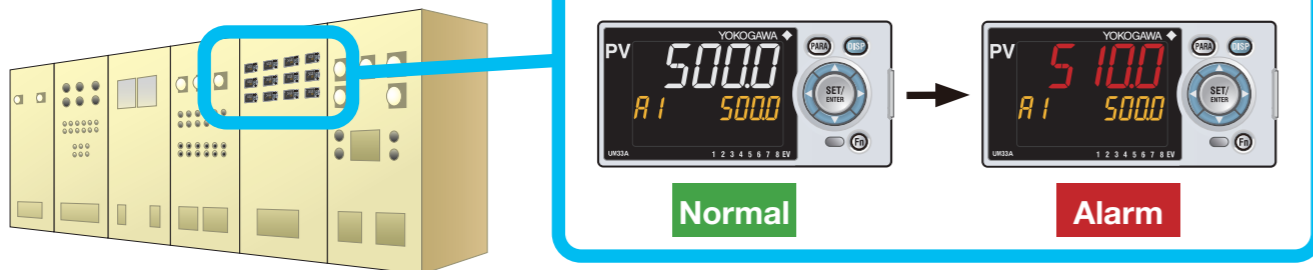 YOKOGAWA
PV
500.0
A1 500.0
UM33A
1 2 3 4 5 6 7 8 EV
PARA
DISP
SET/
ENTER
Fn
Normal
YOKOGAWA
PV
510.0
A1 500.0
UM33A
1 2 3 4 5 6 7 8 EV
PARA
DISP
SET/
ENTER
Fn
Alarm